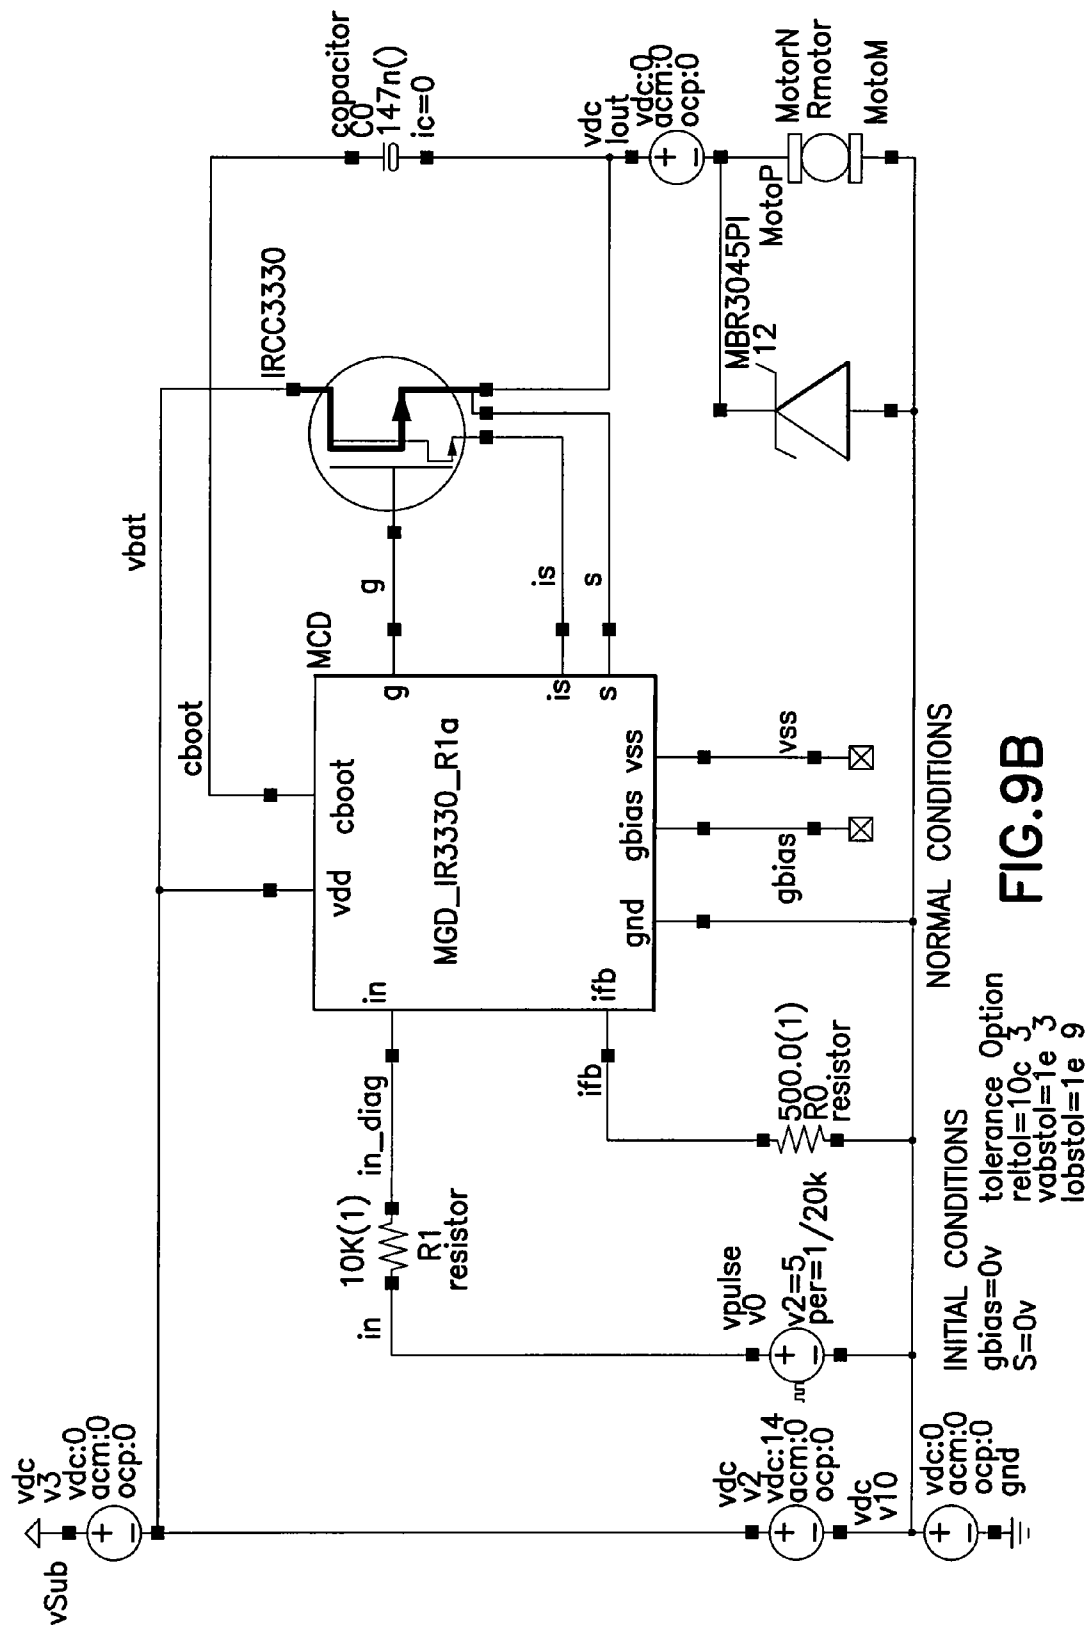 vSub
vdc
v3
vdc:0
acm:0
ocp:0
vbat
cboot
copacitor
C0
147n()
ic=0
IRCC3330
MCD
vdd
cboot
MGD_IR3330_R1a
in
ifb
gnd
gbias
vss
g
is
s
g
is
s
in
10K(1)
R1
resistor
in_diag
ifb
500.0(1)
R0
resistor
gbias
vss
vdc
Iout
vdc:0
acm:0
ocp:0
MBR3045PI
12
MotoP
MotorN
Rmotor
MotoM
vdc
v2
vdc:14
acm:0
ocp:0
vpulse
v0
v2=5
per=1/20k
vdc
v10
vdc:0
acm:0
ocp:0
gnd
INITIAL CONDITIONS
gbias=0v
S=0v
tolerance Option
reltol=10c 3
vabstol=1e 3
lobstol=1e 9
NORMAL CONDITIONS
FIG.9B